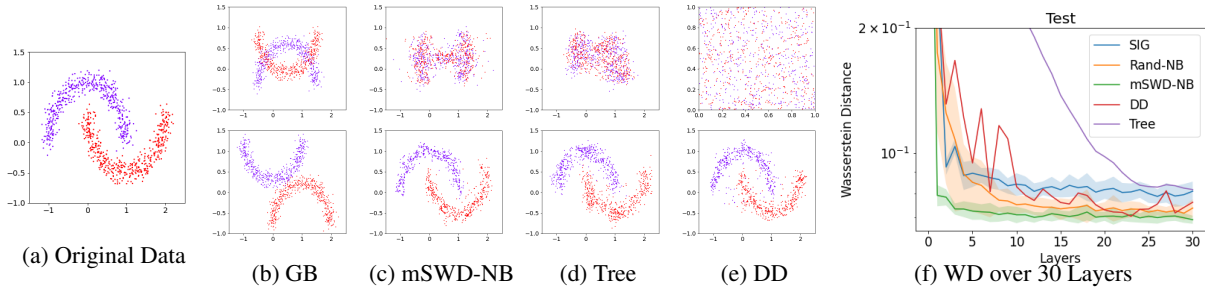 Test
SIG
Rand-NB
mSWD-NB
DD
Tree
2 × 10⁻¹
10⁻¹
Wasserstein Distance
0 5 10 15 20 25 30
Layers
1.5
1.0
0.5
0.0
-0.5
-1.0
-1 0 1 2
(a) Original Data
(b) GB
(c) mSWD-NB
(d) Tree
(e) DD
(f) WD over 30 Layers